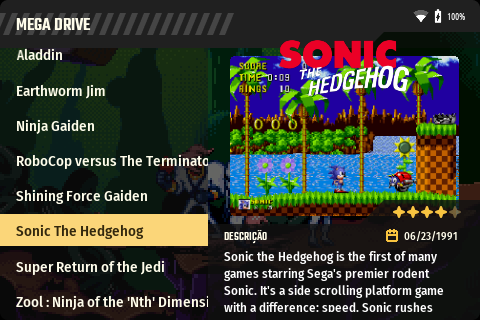 MEGA DRIVE
100%
Aladdin
Earthworm Jim
Ninja Gaiden
RoboCop versus The Terminato
Shining Force Gaiden
Sonic The Hedgehog
Super Return of the Jedi
Zool : Ninja of the 'Nth' Dimensi
SONIC
THE
HEDGEHOG
SCORE
TIME 0:09
RINGS 10
DESCRIÇÃO
06/23/1991
Sonic the Hedgehog is the first of many
games starring Sega's premier rodent
Sonic. It's a side scrolling platform game
with a difference: speed. Sonic rushes